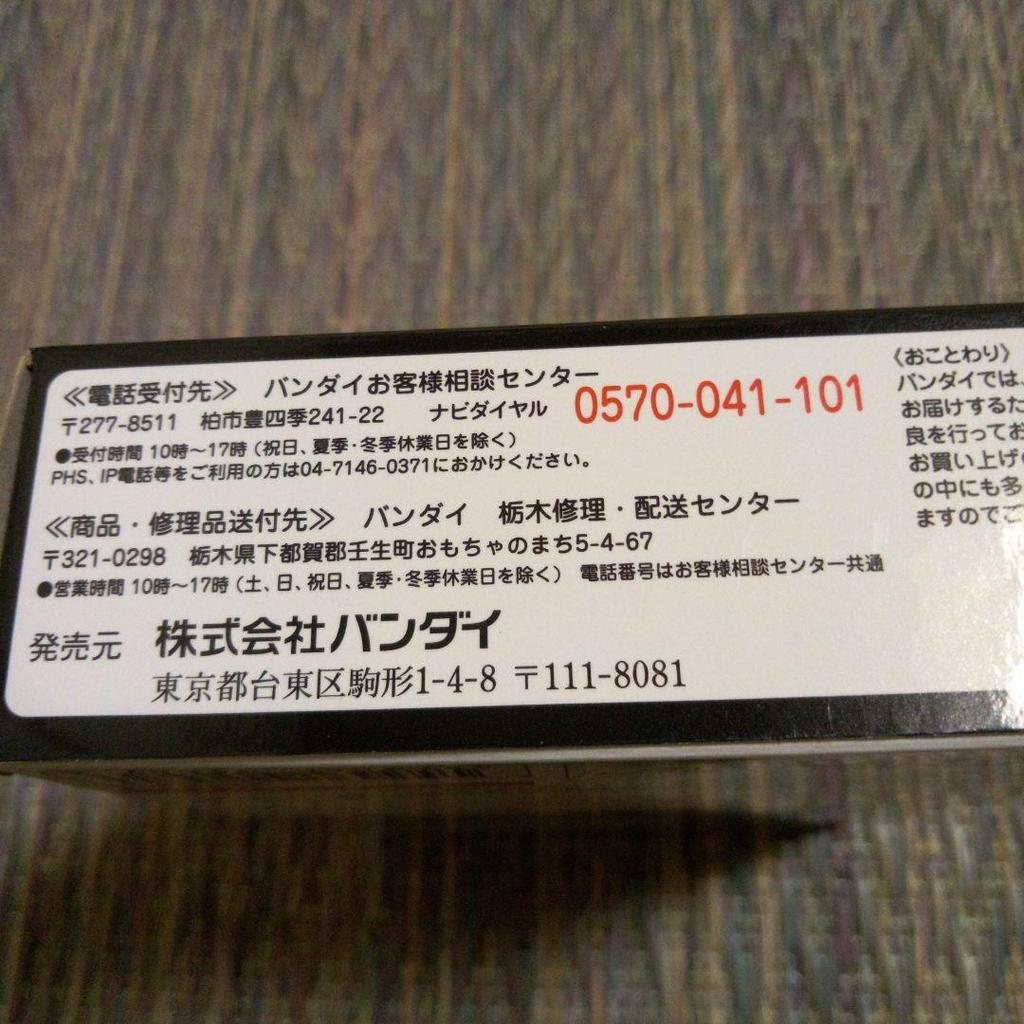 ≪電話受付先≫ バンダイお客様相談センター
〒277-8511 柏市豊四季241-22 ナビダイヤル 0570-041-101
●受付時間 10時～17時（祝日、夏季・冬季休業日を除く）
PHS、IP電話等をご利用の方は04-7146-0371におかけください。
≪商品・修理品送付先≫ バンダイ 栃木修理・配送センター
〒321-0298 栃木県下都賀郡壬生町おもちゃのまち5-4-67
●営業時間 10時～17時（土、日、祝日、夏季・冬季休業日を除く） 電話番号はお客様相談センター共通
発売元 株式会社バンダイ
東京都台東区駒形1-4-8 〒111-8081
〈おことわり〉
バンダイでは、
お届けするた
良を行ってお
お買い上げ
の中にも多
ますのでご